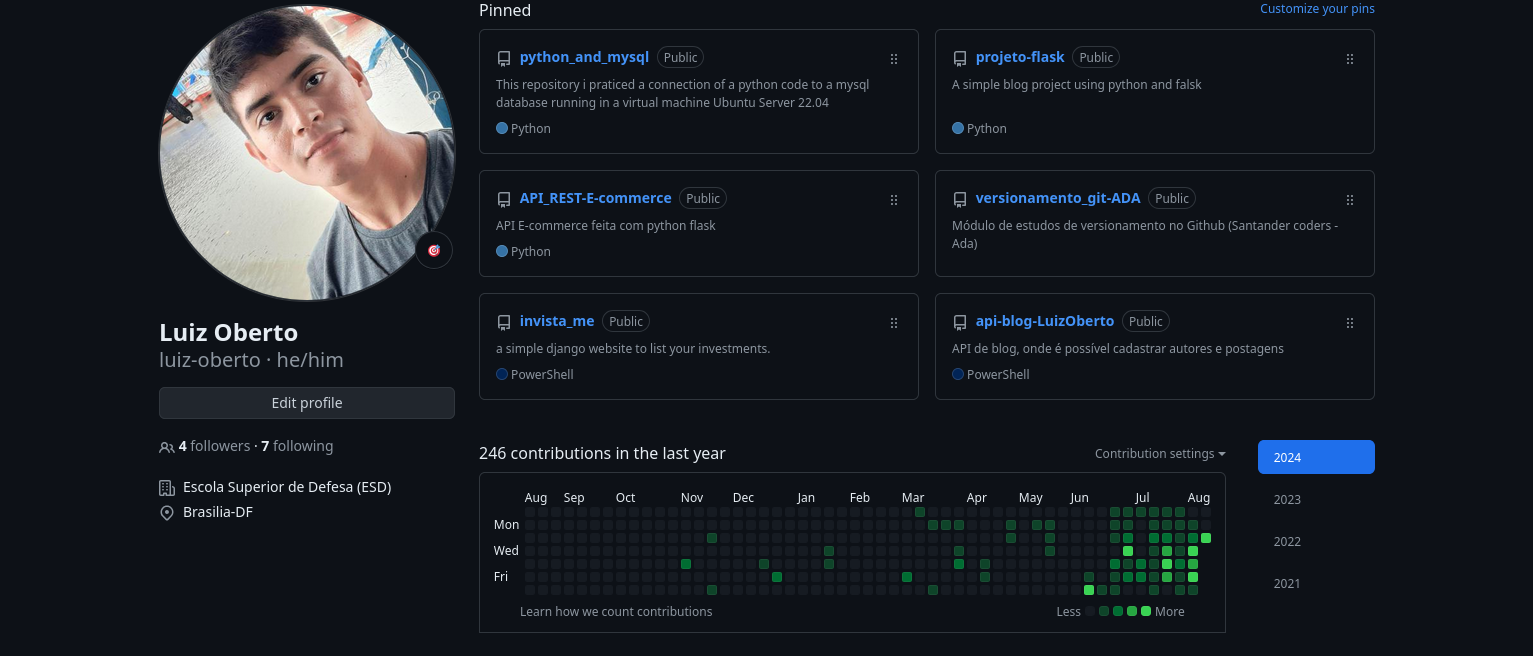 Pinned
Customize your pins
python_and_mysql Public
This repository i praticed a connection of a python code to a mysql
database running in a virtual machine Ubuntu Server 22.04
Python
projeto-flask Public
A simple blog project using python and falsk
Python
API_REST-E-commerce Public
API E-commerce feita com python flask
Python
versionamento_git-ADA Public
Módulo de estudos de versionamento no Github (Santander coders -
Ada)
invista_me Public
a simple django website to list your investments.
PowerShell
api-blog-LuizOberto Public
API de blog, onde é possível cadastrar autores e postagens
PowerShell
Luiz Oberto
luiz-oberto · he/him
Edit profile
4 followers · 7 following
Escola Superior de Defesa (ESD)
Brasilia-DF
246 contributions in the last year
Contribution settings
Aug Sep Oct Nov Dec Jan Feb Mar Apr May Jun Jul Aug
Mon
Wed
Fri
Learn how we count contributions
Less More
2024
2023
2022
2021